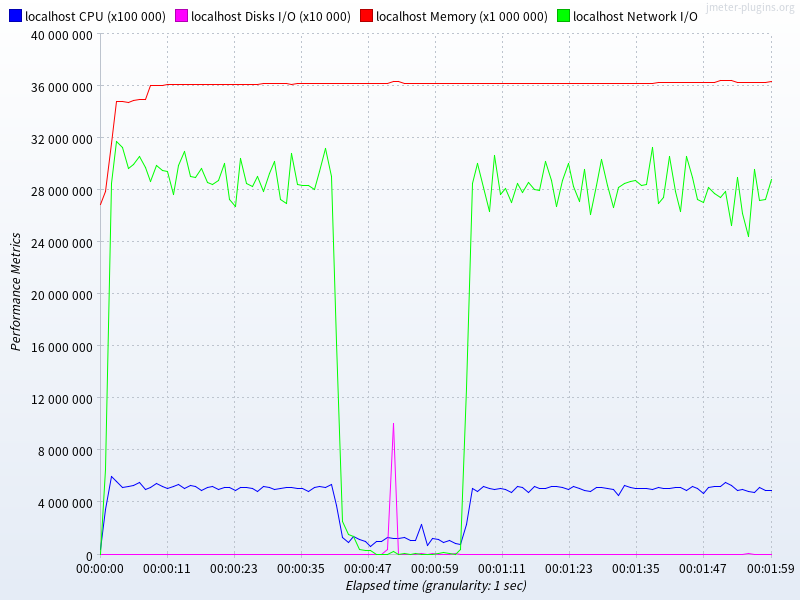 jmeter-plugins.org
localhost CPU (x100 000) localhost Disks I/O (x10 000) localhost Memory (x1 000 000) localhost Network I/O
40 000 000
36 000 000
32 000 000
28 000 000
24 000 000
20 000 000
16 000 000
12 000 000
8 000 000
4 000 000
0
Performance Metrics
00:00:00 00:00:11 00:00:23 00:00:35 00:00:47 00:00:59 00:01:11 00:01:23 00:01:35 00:01:47 00:01:59
Elapsed time (granularity: 1 sec)